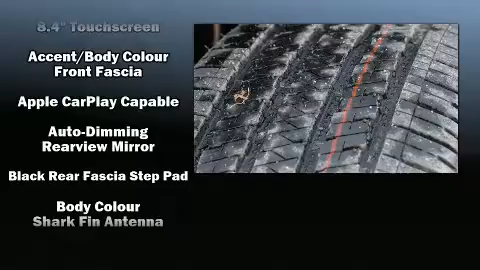 8.4" Touchscreen
Accent/Body Colour
Front Fascia
Apple CarPlay Capable
Auto-Dimming
Rearview Mirror
Black Rear Fascia Step Pad
Body Colour
Shark Fin Antenna